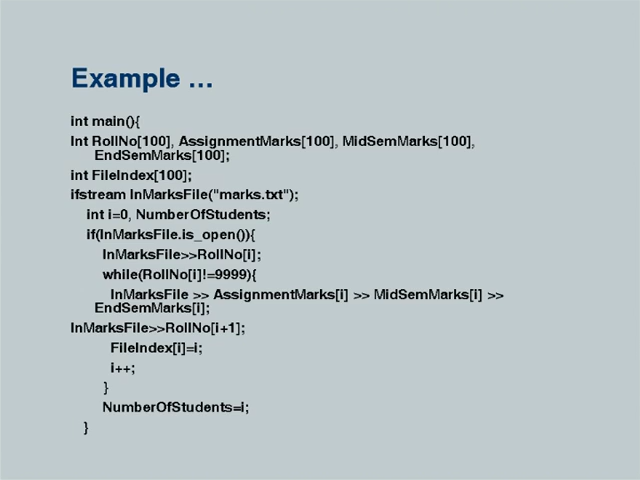 Example ...
int main(){
Int RollNo[100], AssignmentMarks[100], MidSemMarks[100],
EndSemMarks[100];
int FileIndex[100];
ifstream InMarksFile("marks.txt");
int i=0, NumberOfStudents;
if(InMarksFile.is_open()){
InMarksFile>>RollNo[i];
while(RollNo[i]!=9999){
InMarksFile >> AssignmentMarks[i] >> MidSemMarks[i] >>
EndSemMarks[i];
InMarksFile>>RollNo[i+1];
FileIndex[i]=i;
i++;
}
NumberOfStudents=i;
}